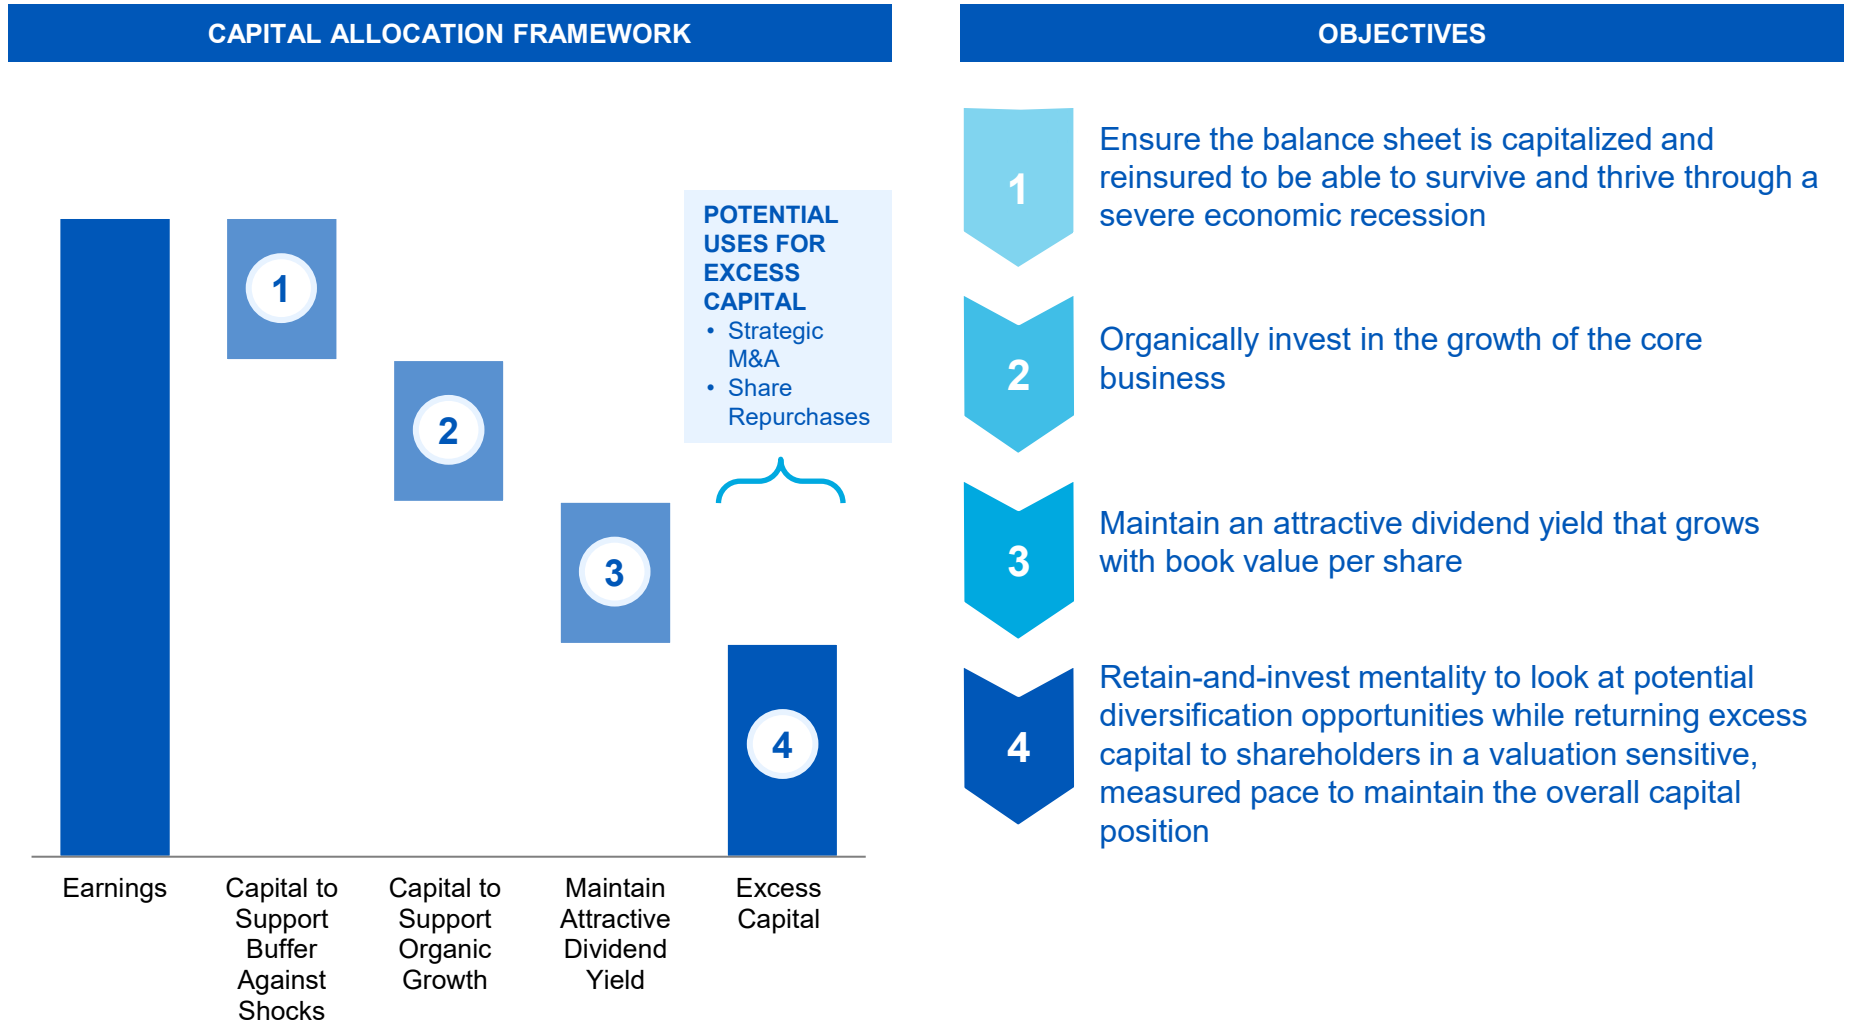 CAPITAL ALLOCATION FRAMEWORK
1
2
3
4
POTENTIAL
USES FOR
EXCESS
CAPITAL
• Strategic
M&A
• Share
Repurchases
Earnings
Capital to
Support
Buffer
Against
Shocks
Capital to
Support
Organic
Growth
Maintain
Attractive
Dividend
Yield
Excess
Capital
OBJECTIVES
1
Ensure the balance sheet is capitalized and
reinsured to be able to survive and thrive through a
severe economic recession
2
Organically invest in the growth of the core
business
3
Maintain an attractive dividend yield that grows
with book value per share
4
Retain-and-invest mentality to look at potential
diversification opportunities while returning excess
capital to shareholders in a valuation sensitive,
measured pace to maintain the overall capital
position